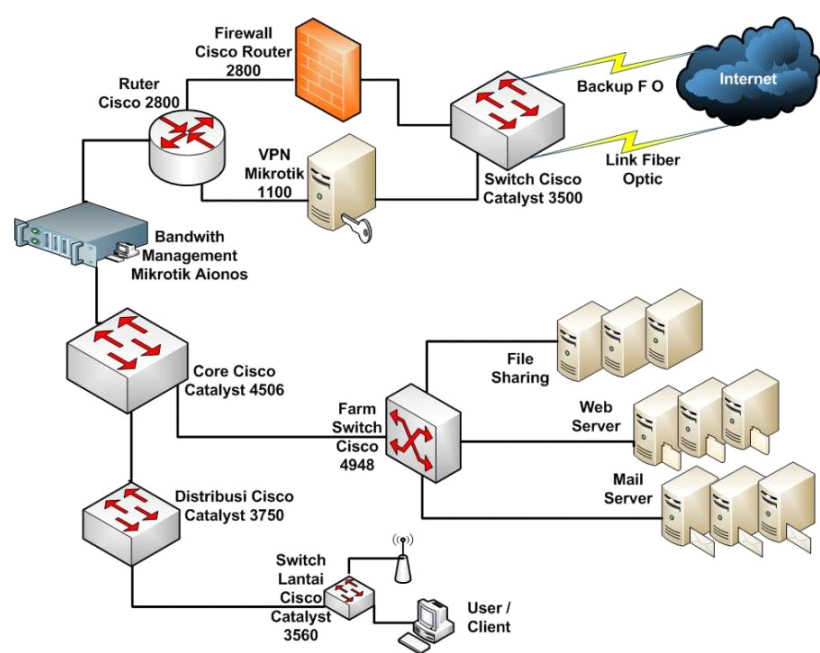 Firewall
Cisco Router
2800
Ruter
Cisco 2800
Internet
Backup F O
VPN
Mikrotik
1100
Link Fiber
Optic
Switch Cisco
Catalyst 3500
Bandwith
Management
Mikrotik Aionos
Core Cisco
Catalyst 4506
File
Sharing
Farm
Switch
Cisco
4948
Web
Server
Mail
Server
Distribusi Cisco
Catalyst 3750
Switch
Lantai
Cisco
Catalyst
3560
User /
Client